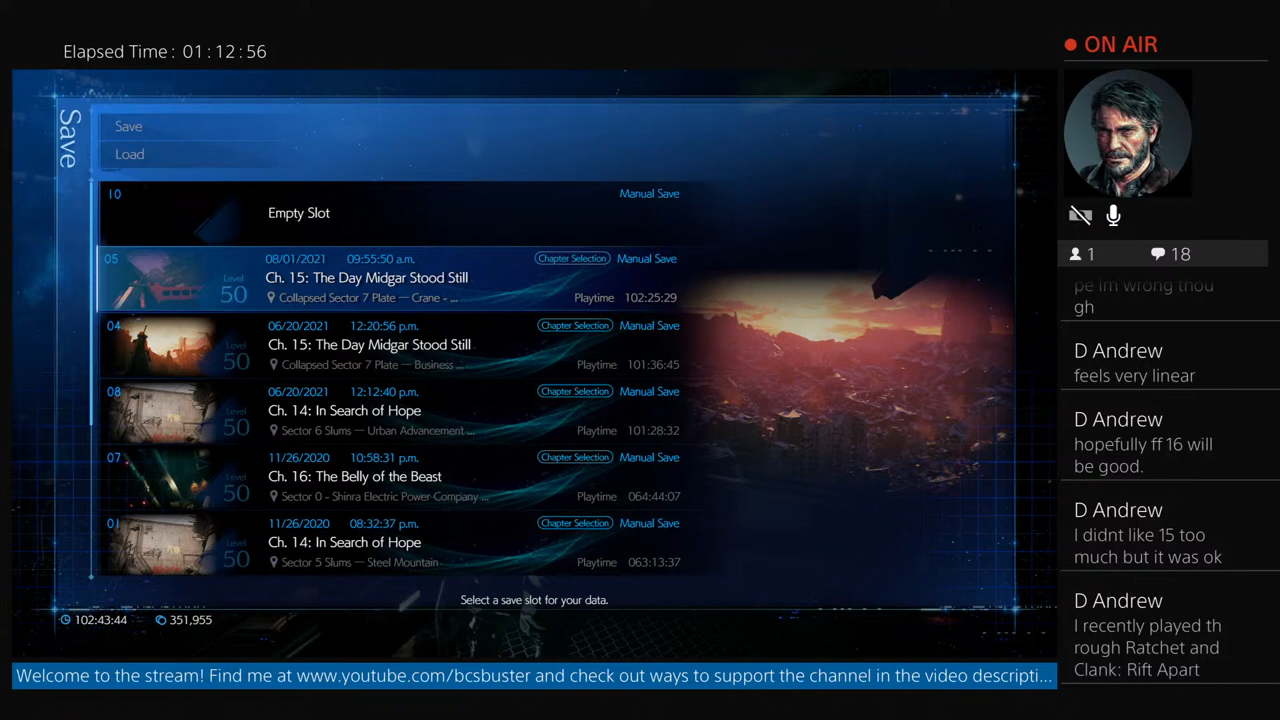 Elapsed Time: 01:12:56
ON AIR
Save
Save
Load
10
Manual Save
Empty Slot
05
08/01/2021 09:55:50 a.m.
Chapter Selection
Manual Save
Level
50
Ch. 15: The Day Midgar Stood Still
Collapsed Sector 7 Plate — Crane - ...
Playtime 102:25:29
04
06/20/2021 12:20:56 p.m.
Chapter Selection
Manual Save
Level
50
Ch. 15: The Day Midgar Stood Still
Collapsed Sector 7 Plate — Business ...
Playtime 101:36:45
08
06/20/2021 12:12:40 p.m.
Chapter Selection
Manual Save
Level
50
Ch. 14: In Search of Hope
Sector 6 Slums — Urban Advancement ...
Playtime 101:28:32
07
11/26/2020 10:58:31 p.m.
Chapter Selection
Manual Save
Level
50
Ch. 16: The Belly of the Beast
Sector 0 - Shinra Electric Power Company ...
Playtime 064:44:07
01
11/26/2020 08:32:37 p.m.
Chapter Selection
Manual Save
Level
50
Ch. 14: In Search of Hope
Sector 5 Slums — Steel Mountain
Playtime 063:13:37
Select a save slot for your data.
102:43:44 351,955
Welcome to the stream! Find me at www.youtube.com/bcsbuster and check out ways to support the channel in the video descripti...
1 18
pe Im wrong thou
gh
D Andrew
feels very linear
D Andrew
hopefully ff 16 will
be good.
D Andrew
I didnt like 15 too
much but it was ok
D Andrew
I recently played th
rough Ratchet and
Clank: Rift Apart